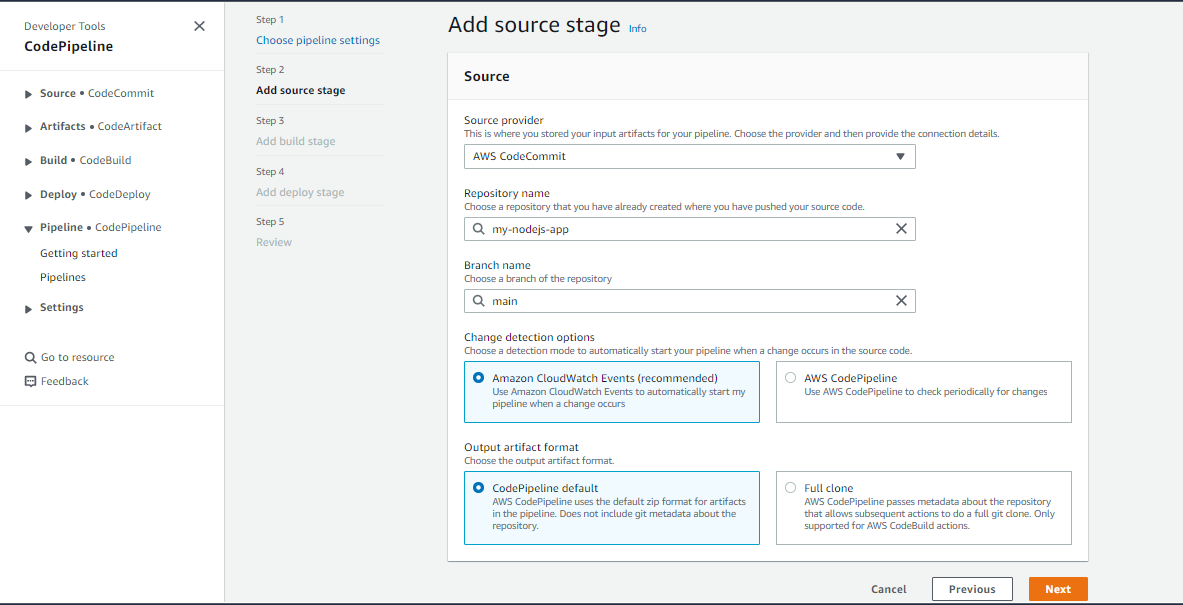 Developer Tools
CodePipeline
Source • CodeCommit
Artifacts • CodeArtifact
Build • CodeBuild
Deploy • CodeDeploy
Pipeline • CodePipeline
Getting started
Pipelines
Settings
Go to resource
Feedback
Step 1
Choose pipeline settings
Step 2
Add source stage
Step 3
Add build stage
Step 4
Add deploy stage
Step 5
Review
Add source stage Info
Source
Source provider
This is where you stored your input artifacts for your pipeline. Choose the provider and then provide the connection details.
AWS CodeCommit
Repository name
Choose a repository that you have already created where you have pushed your source code.
my-nodejs-app
Branch name
Choose a branch of the repository
main
Change detection options
Choose a detection mode to automatically start your pipeline when a change occurs in the source code.
Amazon CloudWatch Events (recommended)
Use Amazon CloudWatch Events to automatically start my
pipeline when a change occurs
AWS CodePipeline
Use AWS CodePipeline to check periodically for changes
Output artifact format
Choose the output artifact format.
CodePipeline default
AWS CodePipeline uses the default zip format for artifacts
in the pipeline. Does not include git metadata about the
repository.
Full clone
AWS CodePipeline passes metadata about the repository
that allows subsequent actions to do a full git clone. Only
supported for AWS CodeBuild actions.
Cancel
Previous
Next